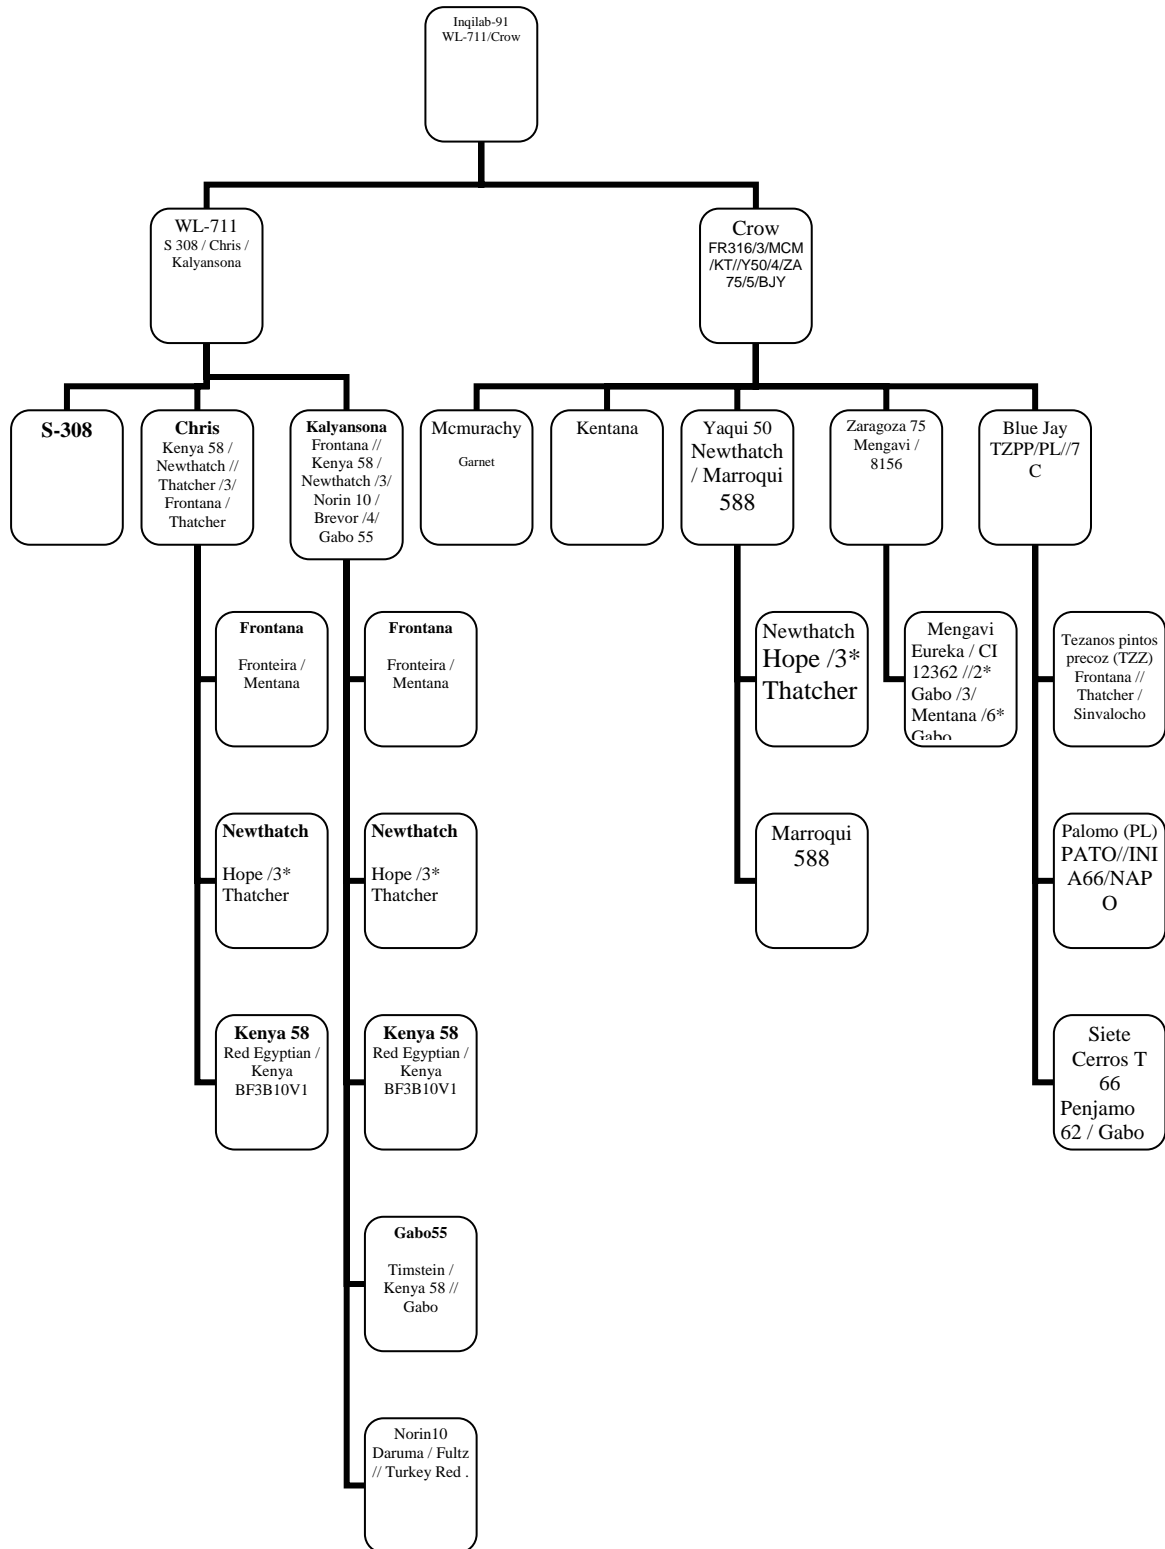 Inqilab-91
WL-711/Crow
WL-711
S 308 / Chris /
Kalyansona
Crow
FR316/3/MCM
/KT//Y50/4/ZA
75/5/BJY
S-308
Chris
Kenya 58 /
Newthatch //
Thatcher /3/
Frontana /
Thatcher
Kalyansona
Frontana //
Kenya 58 /
Newthatch /3/
Norin 10 /
Brevor /4/
Gabo 55
Mcmurachy
Garnet
Kentana
Yaqui 50
Newthatch
/ Marroqui
588
Zaragoza 75
Mengavi /
8156
Blue Jay
TZPP/PL//7
C
Frontana
Fronteira /
Mentana
Frontana
Fronteira /
Mentana
Newthatch
Hope /3*
Thatcher
Mengavi
Eureka / CI
12362 //2*
Gabo /3/
Mentana /6*
Gabo
Tezanos pintos
precoz (TZZ)
Frontana //
Thatcher /
Sinvalocho
Newthatch
Hope /3*
Thatcher
Newthatch
Hope /3*
Thatcher
Marroqui
588
Palomo (PL)
PATO//INI
A66/NAP
O
Kenya 58
Red Egyptian /
Kenya
BF3B10V1
Kenya 58
Red Egyptian /
Kenya
BF3B10V1
Siete
Cerros T
66
Penjamo
62 / Gabo
Gabo55
Timstein /
Kenya 58 //
Gabo
Norin10
Daruma / Fultz
// Turkey Red .